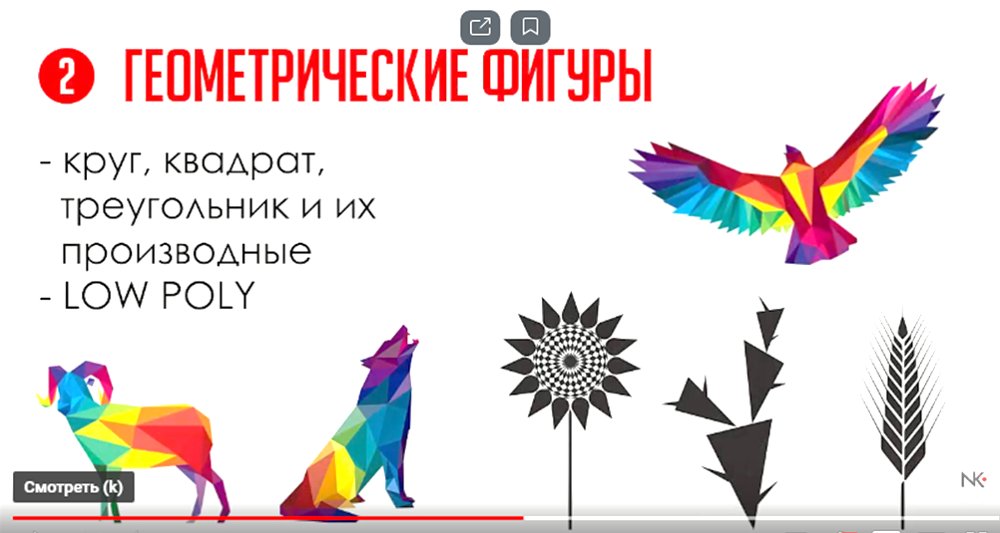 2 ГЕОМЕТРИЧЕСКИЕ ФИГУРЫ
- круг, квадрат,
треугольник и их
производные
- LOW POLY
Смотреть (k)
NK